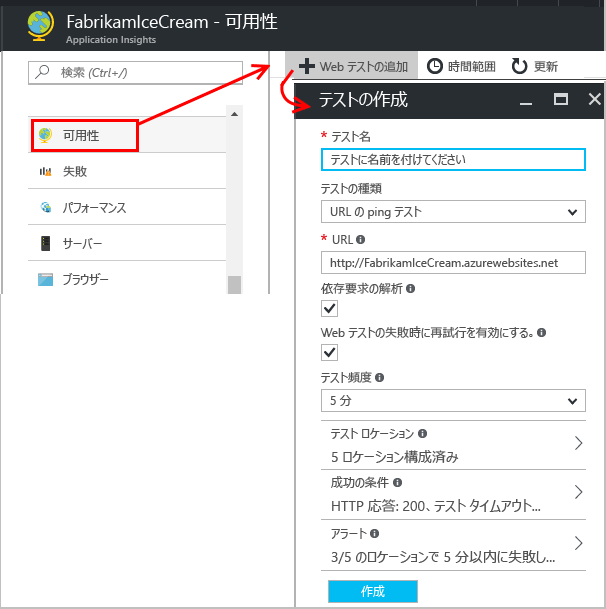 FabrikamIceCream - 可用性
Application Insights
検索 (Ctrl+/)
可用性
失敗
パフォーマンス
サーバー
ブラウザー
Web テストの追加 時間範囲 更新
テストの作成
* テスト名
テストに名前を付けてください
テストの種類
URL の ping テスト
* URL
http://FabrikamIceCream.azurewebsites.net
依存要求の解析
Web テストの失敗時に再試行を有効にする。
テスト頻度
5 分
テスト ロケーション
5 ロケーション構成済み
成功の条件
HTTP 応答: 200、テスト タイムアウト...
アラート
3/5 のロケーションで 5 分以内に失敗し...
作成